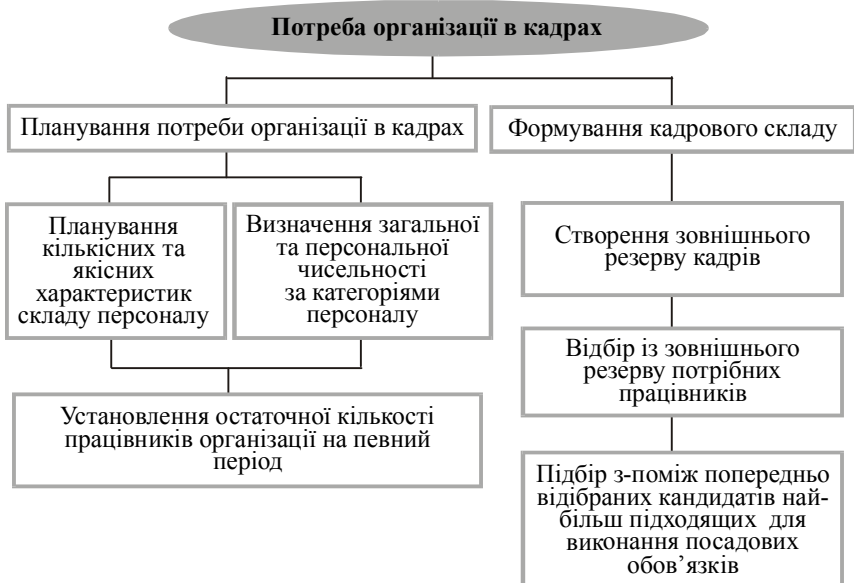 Потреба організації в кадрах
Планування потреби організації в кадрах
Формування кадрового складу
Планування
кількісних та
якісних
характеристик
складу персоналу
Визначення загальної
та персональної
чисельності
за категоріями
персоналу
Створення зовнішнього
резерву кадрів
Відбір із зовнішнього
резерву потрібних
працівників
Установлення остаточної кількості
працівників організації на певний
період
Підбір з-поміж попередньо
відібраних кандидатів най-
більш підходящих для
виконання посадових
обов’язків